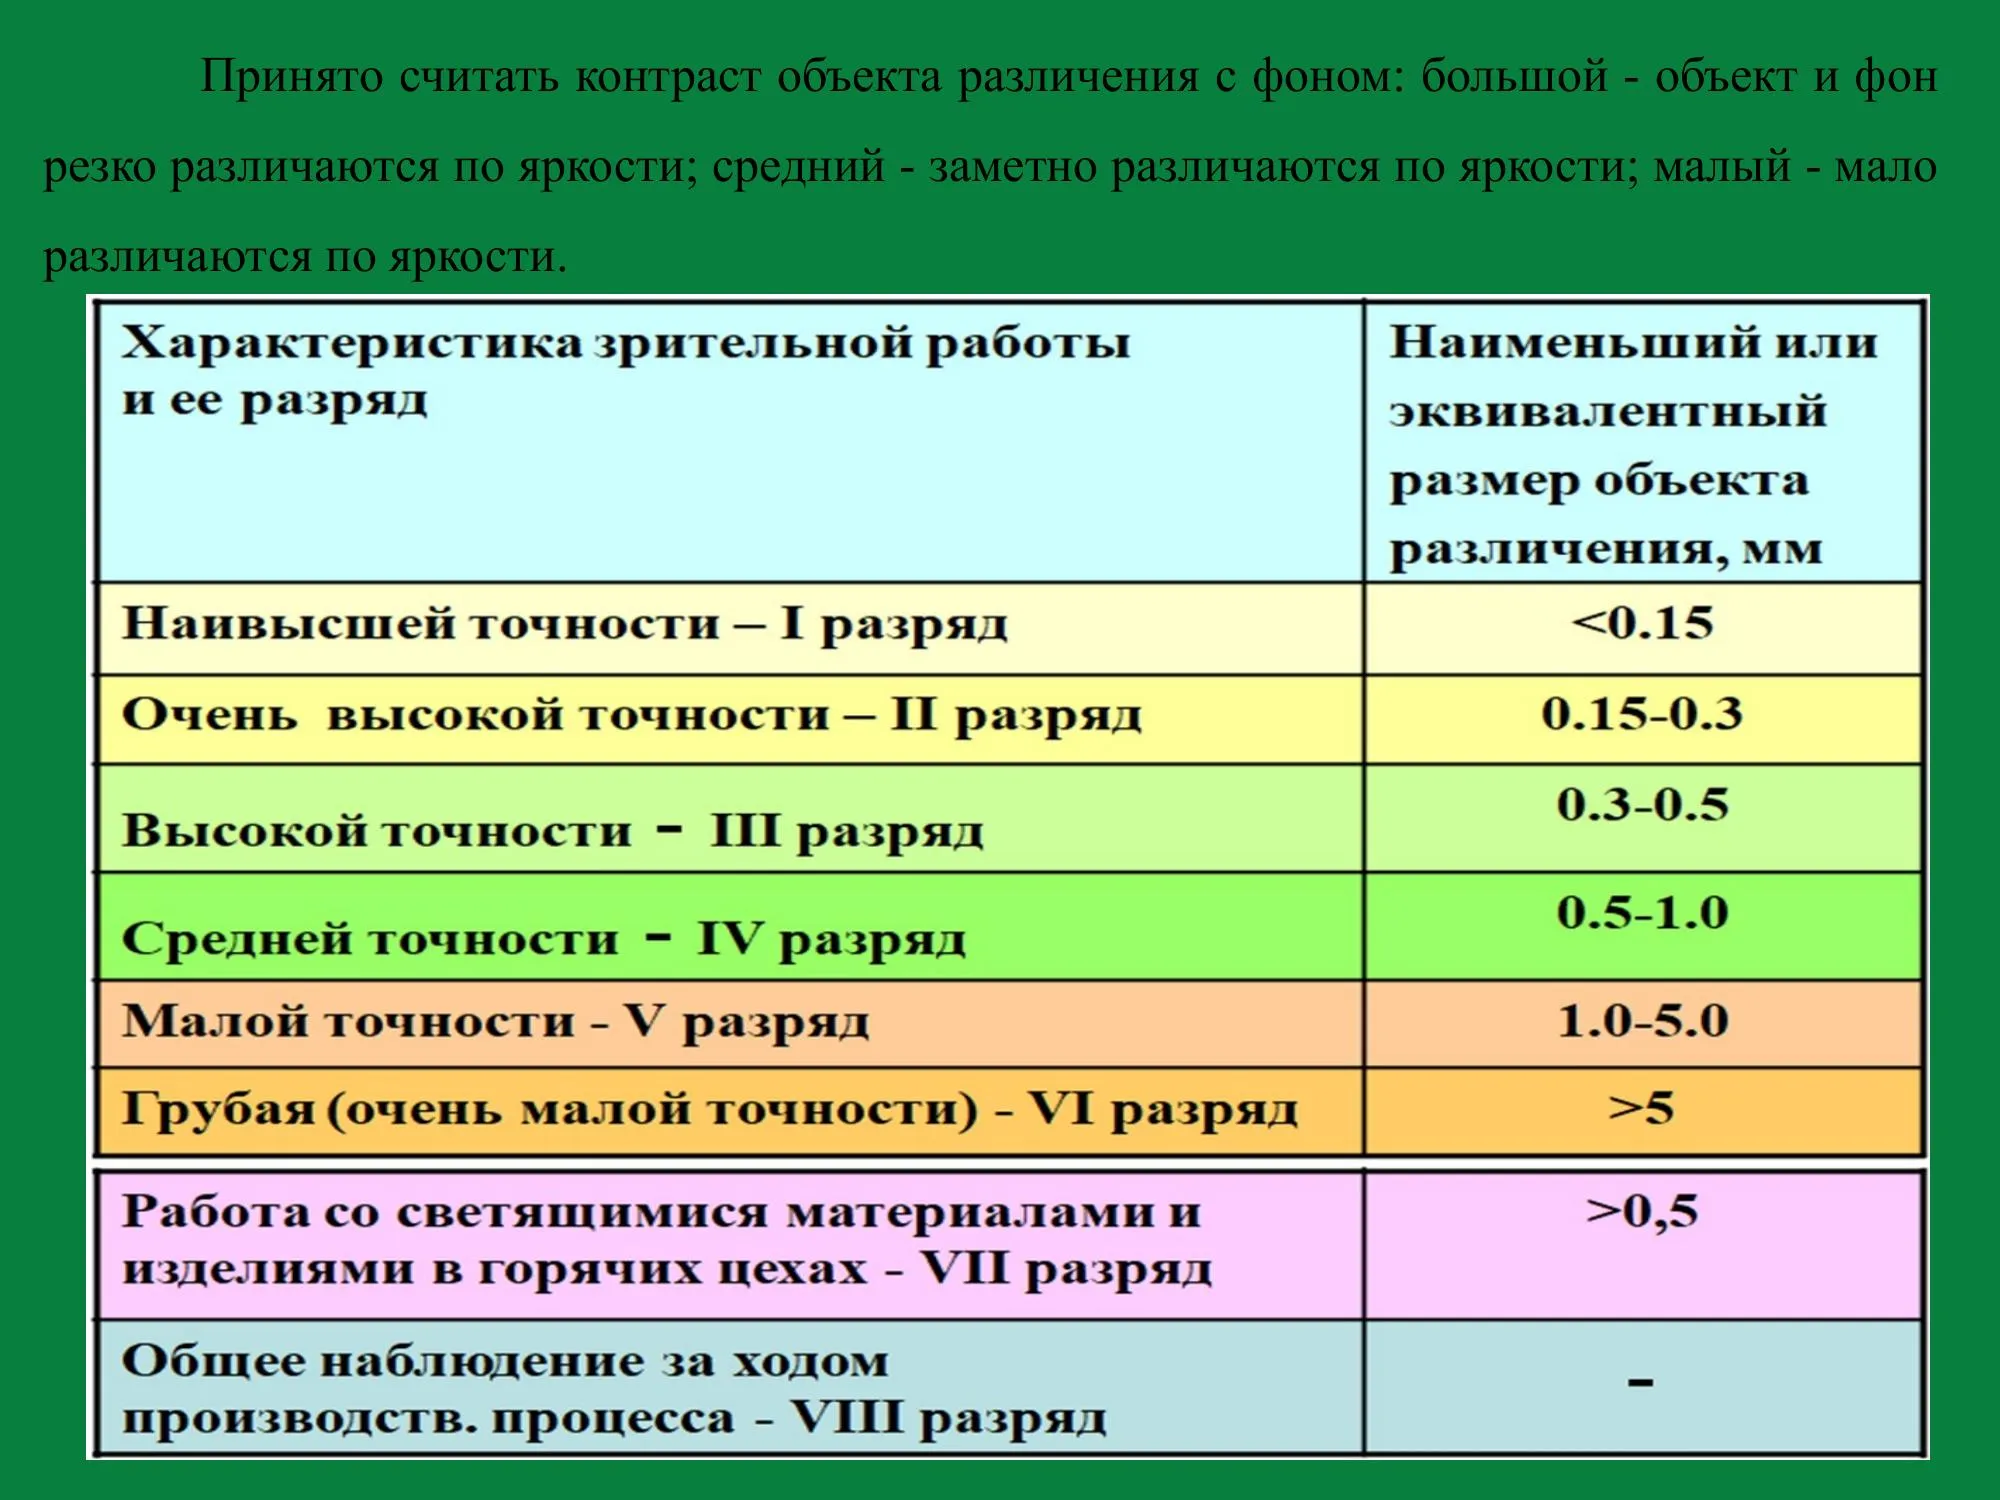 Принято считать контраст объекта различения с фоном: большой - объект и фон
резко различаются по яркости; средний - заметно различаются по яркости; малый - мало
различаются по яркости.
Характеристика зрительной работы
и ее разряд
Наименьший или
эквивалентный
размер объекта
различения, мм
Наивысшей точности – I разряд
<0.15
Очень высокой точности – II разряд
0.15-0.3
Высокой точности - III разряд
0.3-0.5
Средней точности - IV разряд
0.5-1.0
Малой точности - V разряд
1.0-5.0
Грубая (очень малой точности) - VI разряд
>5
Работа со светящимися материалами и
изделиями в горячих цехах - VII разряд
>0,5
Общее наблюдение за ходом
производств. процесса - VIII разряд
-